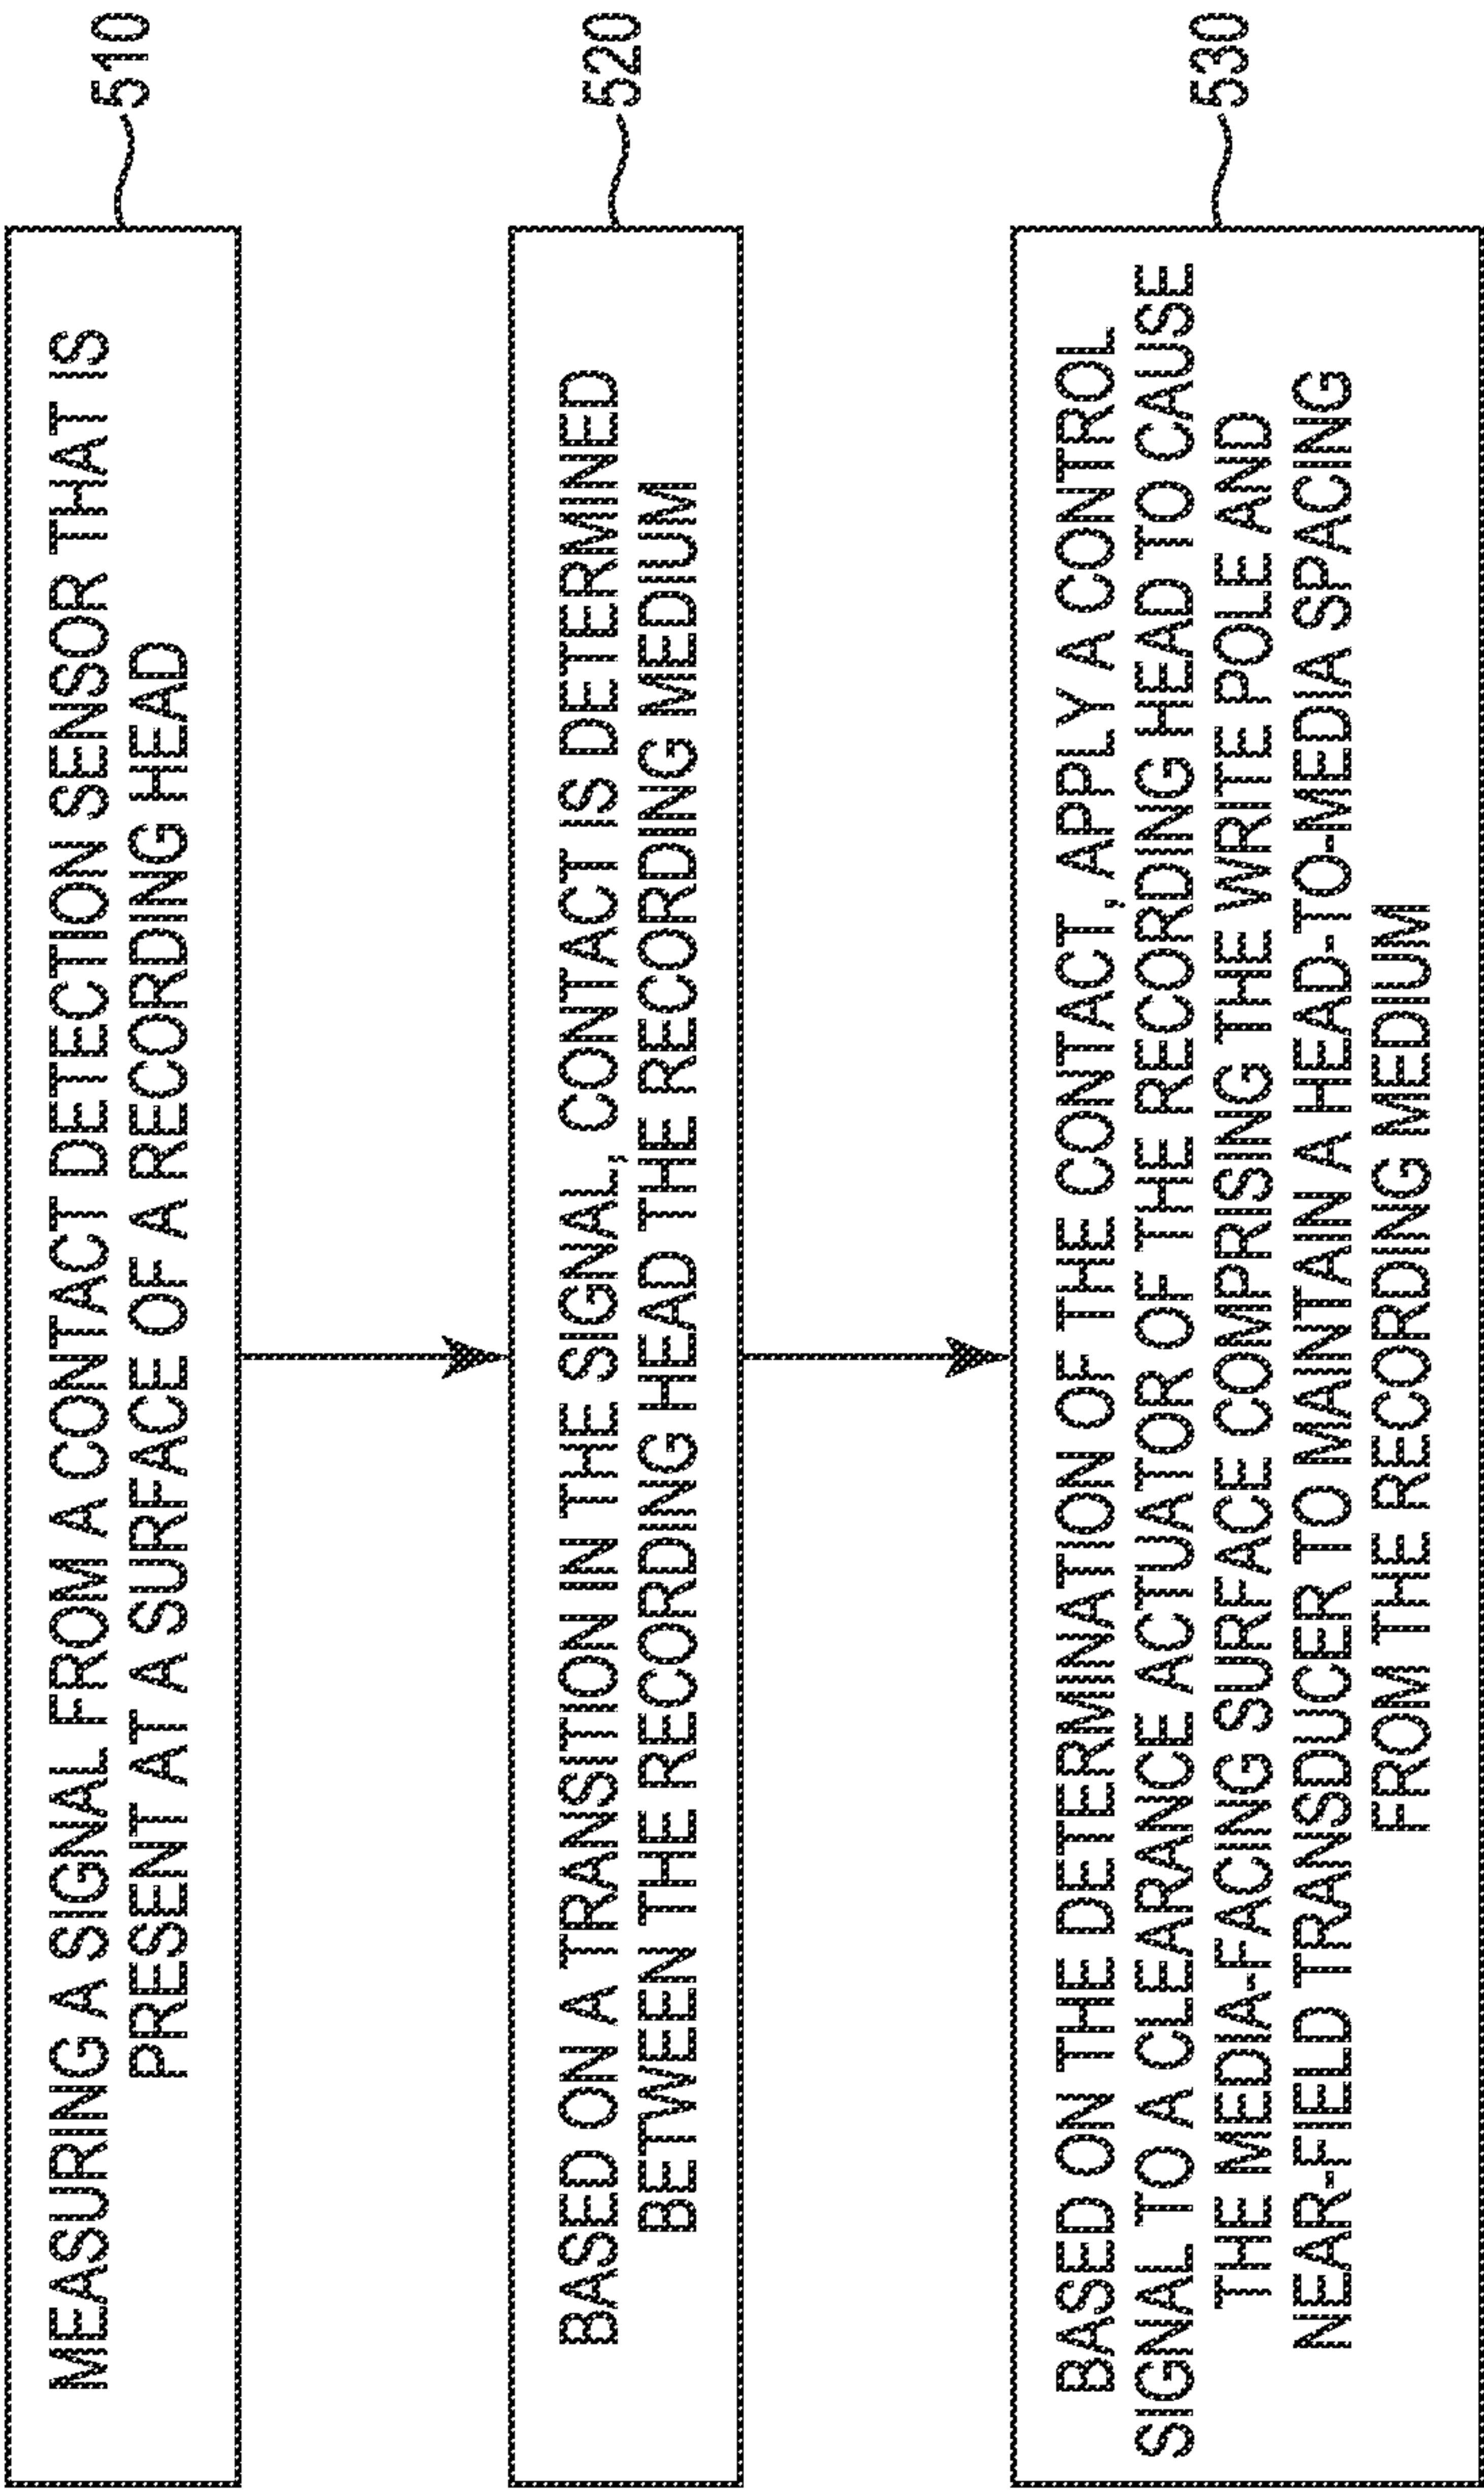 MEASURING A SIGNAL FROM A CONTACT DETECTION SENSOR THAT IS
PRESENT AT A SURFACE OF A RECORDING HEAD
510
BASED ON A TRANSITION IN THE SIGNAL, CONTACT IS DETERMINED
BETWEEN THE RECORDING HEAD THE RECORDING MEDIUM
520
BASED ON THE DETERMINATION OF THE CONTACT, APPLY A CONTROL
SIGNAL TO A CLEARANCE ACTUATOR OF THE RECORDING HEAD TO CAUSE
THE MEDIA-FACING SURFACE COMPRISING THE WRITE POLE AND
NEAR-FIELD TRANSDUCER TO MAINTAIN A HEAD-TO-MEDIA SPACING
FROM THE RECORDING MEDIUM
530